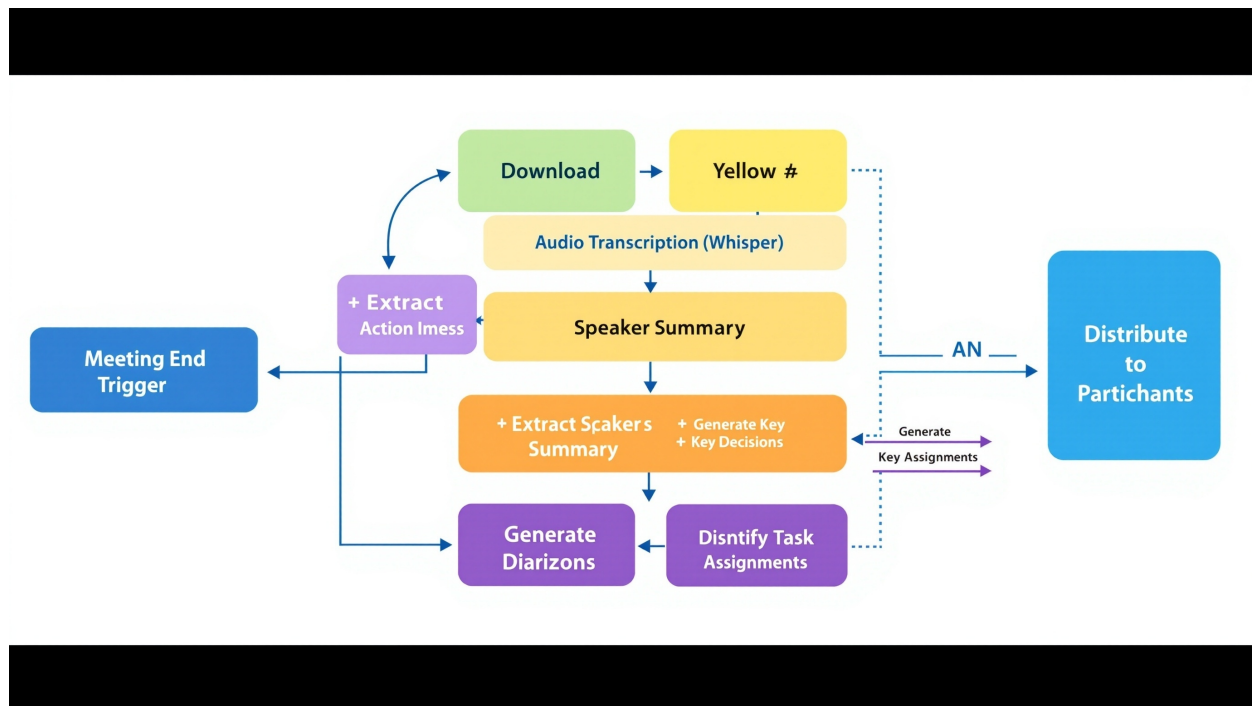 Download
Yellow #
Audio Transcription (Whisper)
+ Extract
Action Imess
Speaker Summary
Meeting End
Trigger
AN
Distribute
to
Partichants
+ Extract Spakers
Summary
+ Generate Key
+ Key Decisions
Generate
Key Assignments
Generate
Diarizons
Disntify Task
Assignments